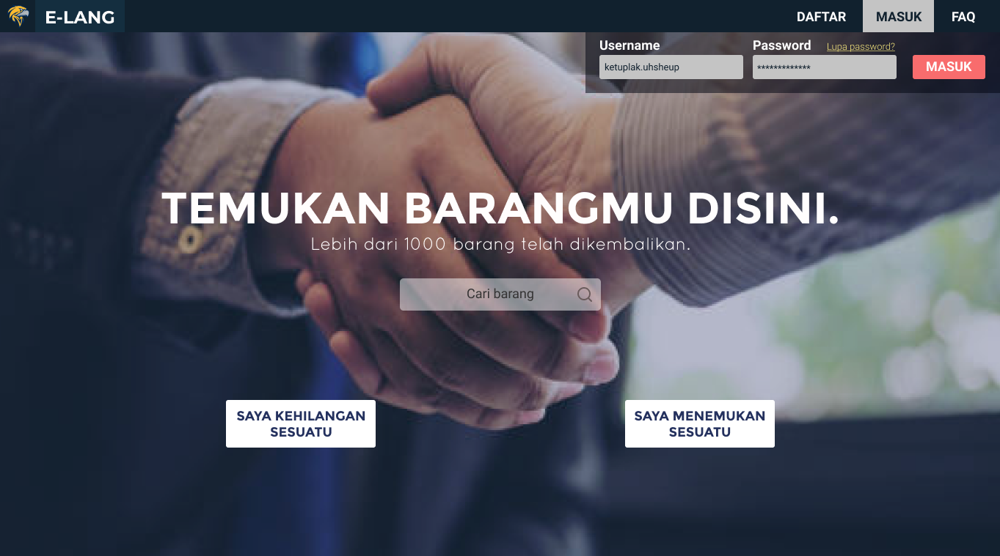 E-LANG
DAFTAR
MASUK
FAQ
Username
Password
Lupa password?
ketuplak.uhsheup
*************
MASUK
TEMUKAN BARANGMU DISINI.
Lebih dari 1000 barang telah dikembalikan.
Cari barang
SAYA KEHILANGAN
SESUATU
SAYA MENEMUKAN
SESUATU